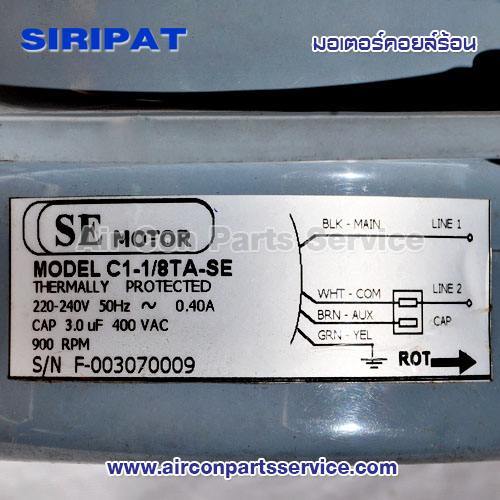 SIRIPAT
มอเตอร์คอยล์ร้อน
SE MOTOR
AirCon Parts Service
MODEL C1-1/8TA-SE
THERMALLY PROTECTED
220-240V 50Hz ~ 0.40A
CAP 3.0 uF 400 VAC
900 RPM
S/N F-003070009
BLK - MAIN LINE 1
WHT - COM LINE 2
BRN - AUX CAP
GRN - YEL
ROT
www.airconpartsservice.com